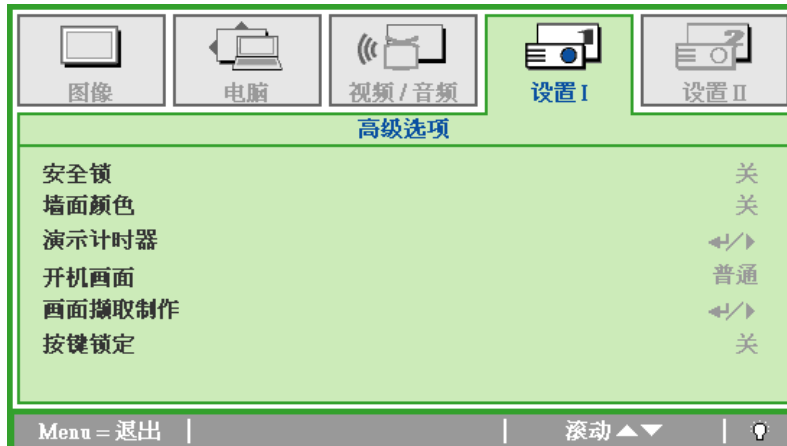 图像 电脑 视频 / 音频 设置 I 设置 II
高级选项
安全锁 关
墙面颜色 关
演示计时器
开机画面 普通
画面撷取制作
按键锁定 关
Menu = 退出 滚动